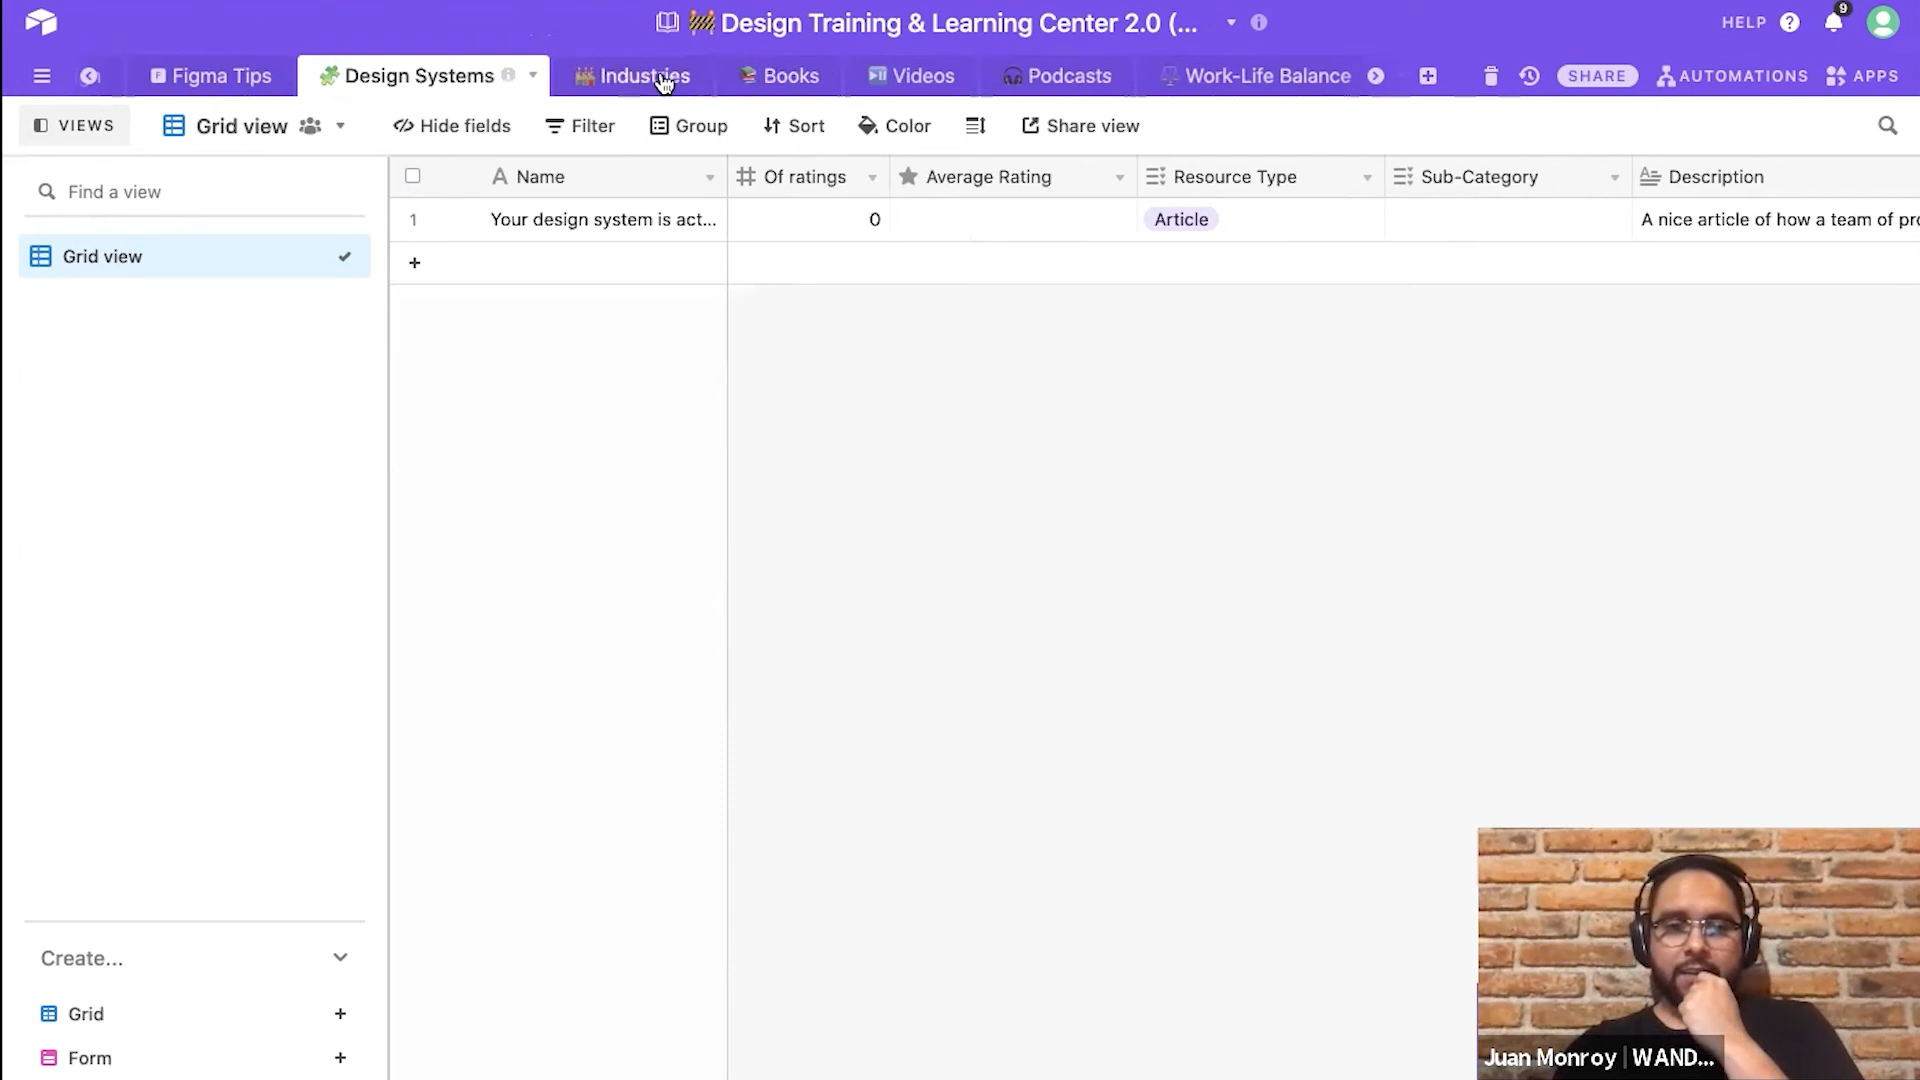 Design Training & Learning Center 2.0 (...
HELP
9
Figma Tips
Design Systems
Industries
Books
Videos
Podcasts
Work-Life Balance
SHARE
AUTOMATIONS
APPS
VIEWS
Grid view
Hide fields
Filter
Group
Sort
Color
Share view
Find a view
Grid view
Name
Of ratings
Average Rating
Resource Type
Sub-Category
Description
1
Your design system is act...
0
Article
A nice article of how a team of pro
Create...
Grid
Form
Juan Monroy | WAND...